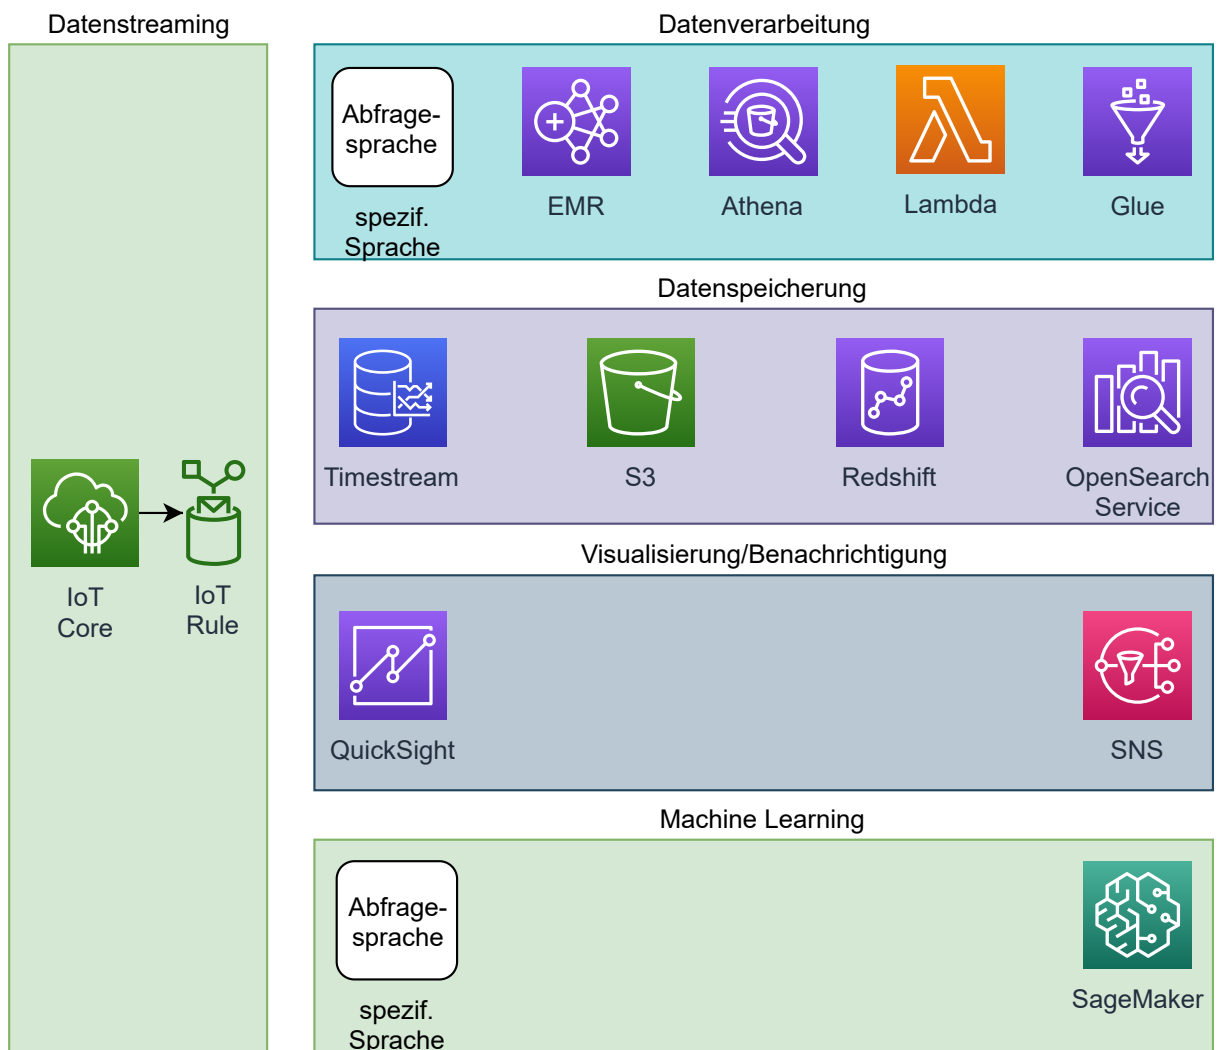 Datenstreaming
IoT
Core
IoT
Rule
Datenverarbeitung
Abfrage-
sprache
spezif.
Sprache
EMR
Athena
Lambda
Glue
Datenspeicherung
Timestream
S3
Redshift
OpenSearch
Service
Visualisierung/Benachrichtigung
QuickSight
SNS
Machine Learning
Abfrage-
sprache
spezif.
Sprache
SageMaker